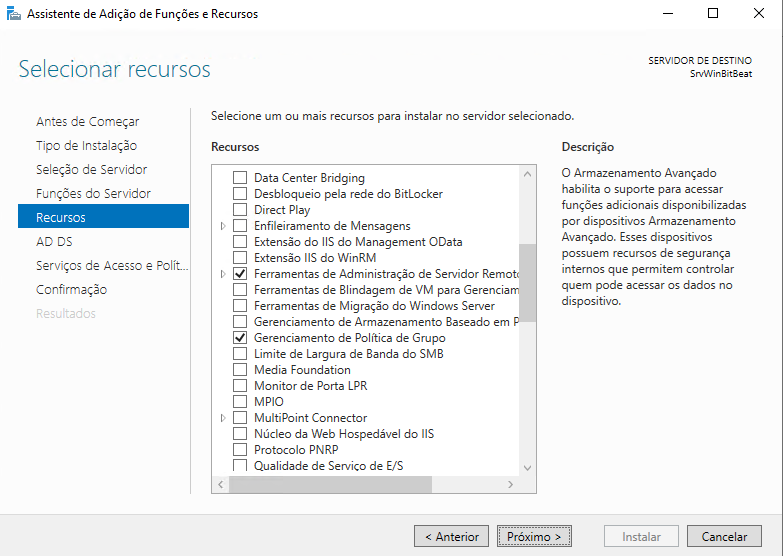 Assistente de Adição de Funções e Recursos
Selecionar recursos
SERVIDOR DE DESTINO
SrvWinBitBeat
Antes de Começar
Tipo de Instalação
Seleção de Servidor
Funções do Servidor
Recursos
AD DS
Serviços de Acesso e Polít...
Confirmação
Resultados
Selecione um ou mais recursos para instalar no servidor selecionado.
Recursos
Data Center Bridging
Desbloqueio pela rede do BitLocker
Direct Play
Enfileiramento de Mensagens
Extensão do IIS do Management OData
Extensão IIS do WinRM
Ferramentas de Administração de Servidor Remoto
Ferramentas de Blindagem de VM para Gerenciam
Ferramentas de Migração do Windows Server
Gerenciamento de Armazenamento Baseado em P
Gerenciamento de Política de Grupo
Limite de Largura de Banda do SMB
Media Foundation
Monitor de Porta LPR
MPIO
MultiPoint Connector
Núcleo da Web Hospedável do IIS
Protocolo PNRP
Qualidade de Serviço de E/S
Descrição
O Armazenamento Avançado
habilita o suporte para acessar
funções adicionais disponibilizadas
por dispositivos Armazenamento
Avançado. Esses dispositivos
possuem recursos de segurança
internos que permitem controlar
quem pode acessar os dados no
dispositivo.
< Anterior
Próximo >
Instalar
Cancelar